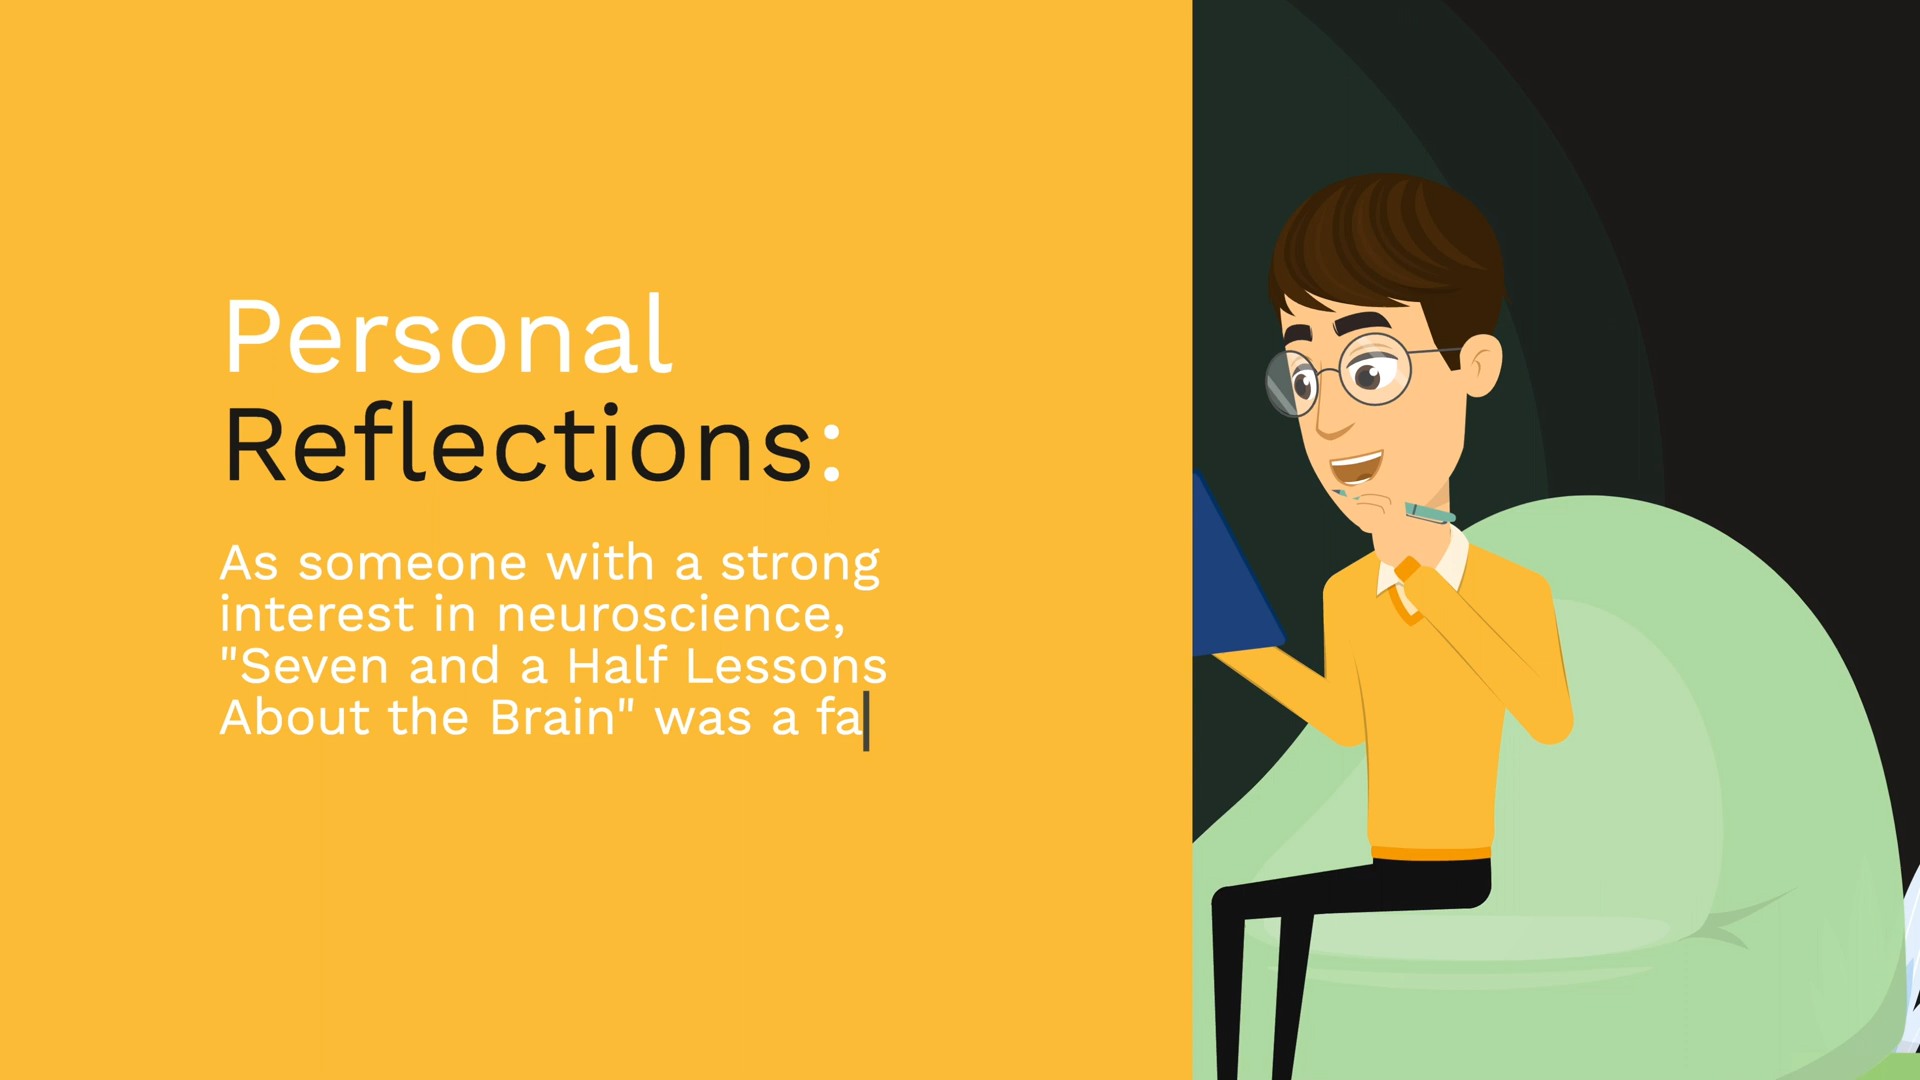 Personal
Reflections:
As someone with a strong
interest in neuroscience,
"Seven and a Half Lessons
About the Brain" was a fa